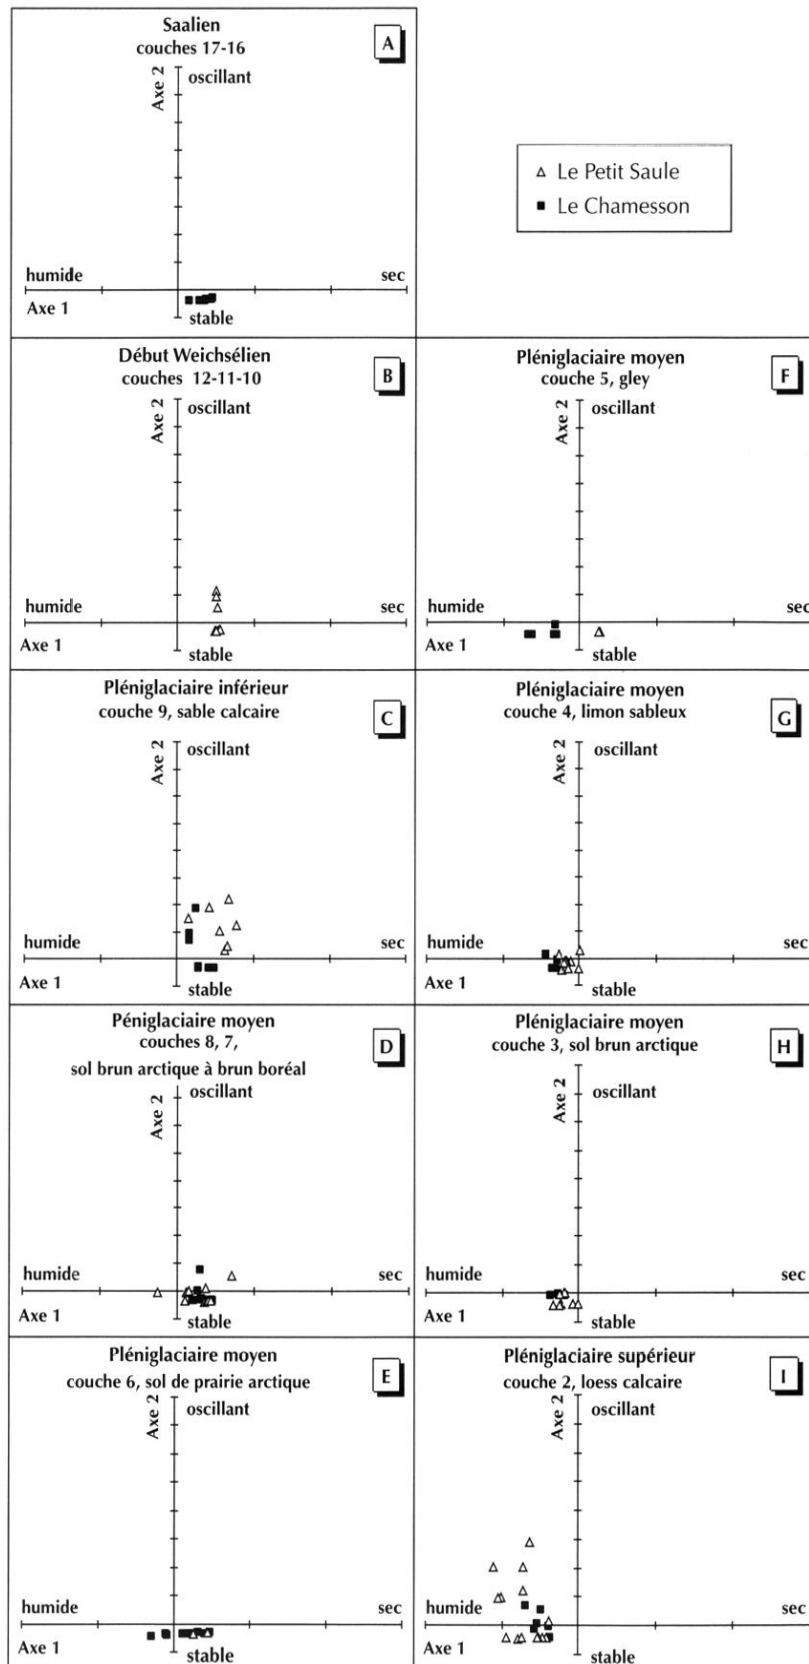 Saalien
couches 17-16
A
Axe 2
oscillant
humide
sec
Axe 1
stable
△ Le Petit Saule
■ Le Chamesson
Début Weichsélien
couches 12-11-10
B
Axe 2
oscillant
humide
sec
Axe 1
stable
Pléniglaciaire moyen
couche 5, gley
F
Axe 2
oscillant
humide
sec
Axe 1
stable
Pléniglaciaire inférieur
couche 9, sable calcaire
C
Axe 2
oscillant
humide
sec
Axe 1
stable
Pléniglaciaire moyen
couche 4, limon sableux
G
Axe 2
oscillant
humide
sec
Axe 1
stable
Péniglaciaire moyen
couches 8, 7,
sol brun arctique à brun boréal
D
Axe 2
oscillant
humide
sec
Axe 1
stable
Pléniglaciaire moyen
couche 3, sol brun arctique
H
Axe 2
oscillant
humide
sec
Axe 1
stable
Pléniglaciaire moyen
couche 6, sol de prairie arctique
E
Axe 2
oscillant
humide
sec
Axe 1
stable
Pléniglaciaire supérieur
couche 2, loess calcaire
I
Axe 2
oscillant
humide
sec
Axe 1
stable